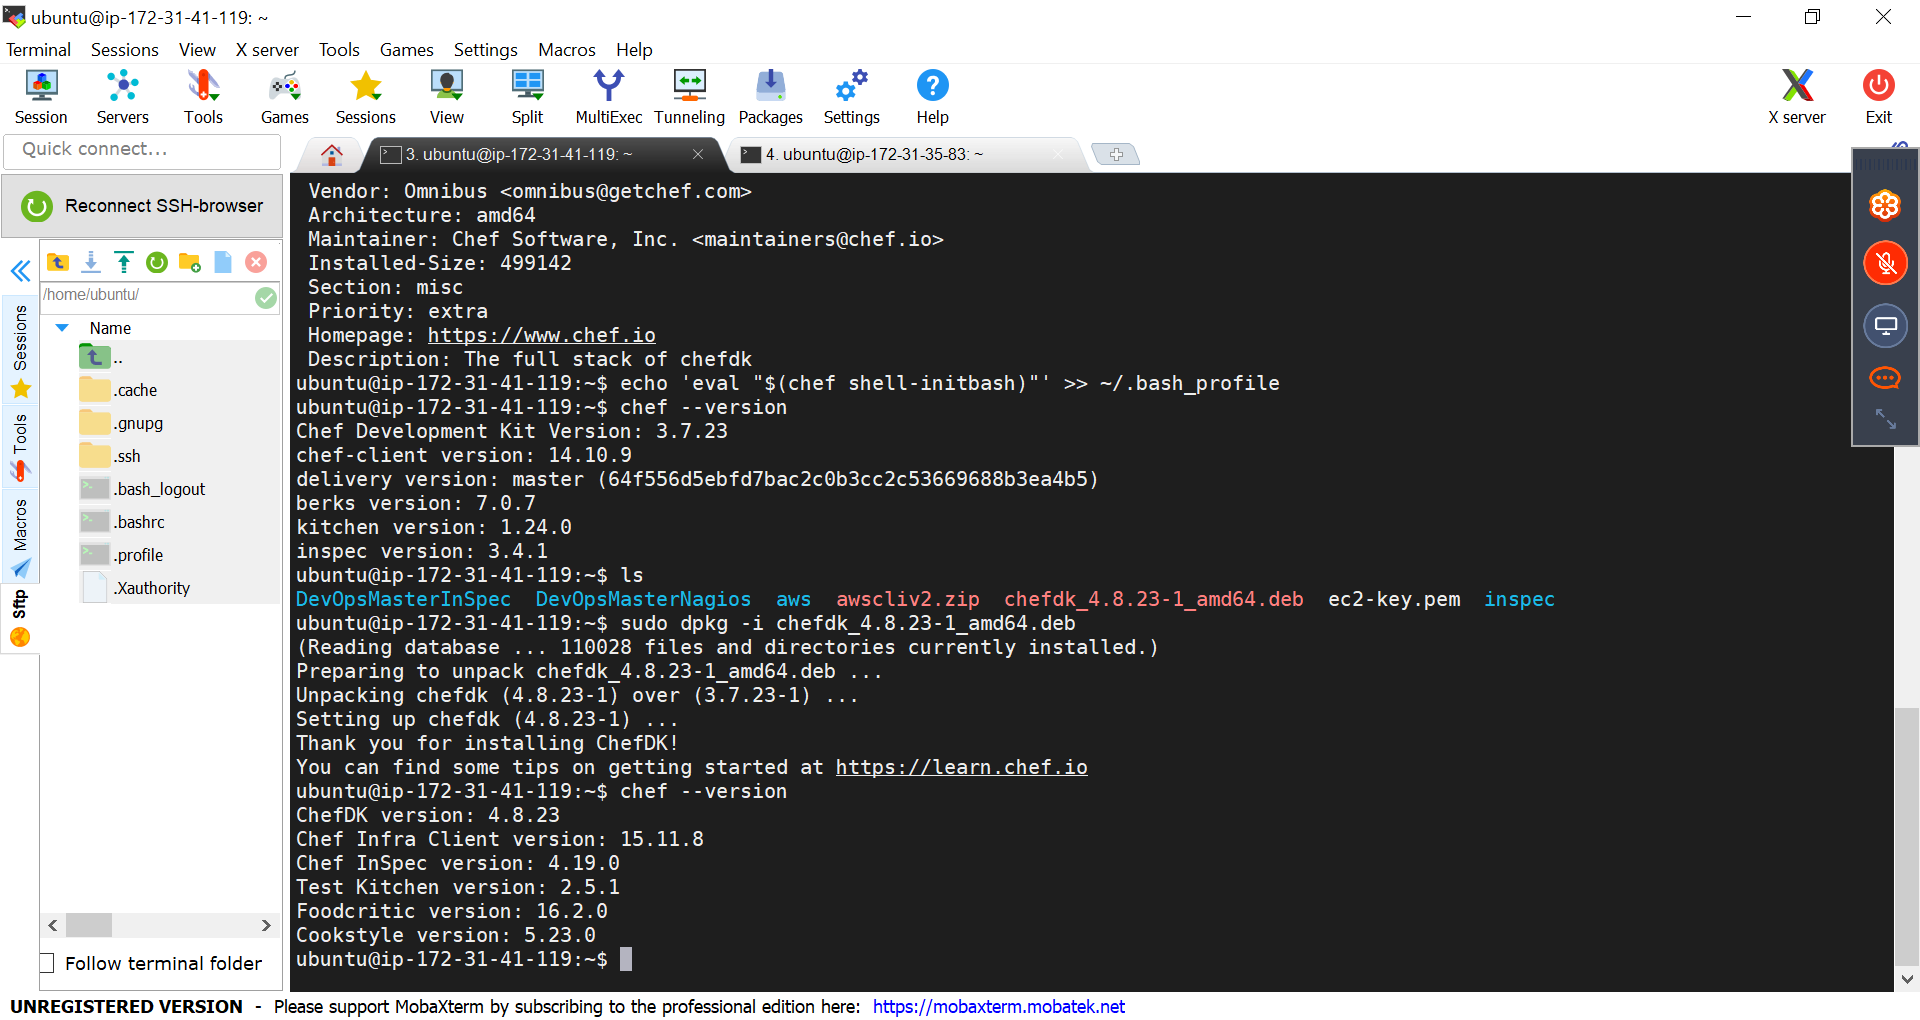 ubuntu@ip-172-31-41-119: ~
Terminal Sessions View X server Tools Games Settings Macros Help
Session Servers Tools Games Sessions View Split MultiExec Tunneling Packages Settings Help X server Exit
Quick connect...
3. ubuntu@ip-172-31-41-119: ~
4. ubuntu@ip-172-31-35-83: ~
Reconnect SSH-browser
/home/ubuntu/
Name
..
.cache
.gnupg
.ssh
.bash_logout
.bashrc
.profile
.Xauthority
Sessions
Tools
Macros
Sftp
Follow terminal folder
Vendor: Omnibus <omnibus@getchef.com>
Architecture: amd64
Maintainer: Chef Software, Inc. <maintainers@chef.io>
Installed-Size: 499142
Section: misc
Priority: extra
Homepage: https://www.chef.io
Description: The full stack of chefdk
ubuntu@ip-172-31-41-119:~$ echo 'eval "$(chef shell-initbash)"' >> ~/.bash_profile
ubuntu@ip-172-31-41-119:~$ chef --version
Chef Development Kit Version: 3.7.23
chef-client version: 14.10.9
delivery version: master (64f556d5ebfd7bac2c0b3cc2c53669688b3ea4b5)
berks version: 7.0.7
kitchen version: 1.24.0
inspec version: 3.4.1
ubuntu@ip-172-31-41-119:~$ ls
DevOpsMasterInSpec DevOpsMasterNagios aws awscliv2.zip chefdk_4.8.23-1_amd64.deb ec2-key.pem inspec
ubuntu@ip-172-31-41-119:~$ sudo dpkg -i chefdk_4.8.23-1_amd64.deb
(Reading database ... 110028 files and directories currently installed.)
Preparing to unpack chefdk_4.8.23-1_amd64.deb ...
Unpacking chefdk (4.8.23-1) over (3.7.23-1) ...
Setting up chefdk (4.8.23-1) ...
Thank you for installing ChefDK!
You can find some tips on getting started at https://learn.chef.io
ubuntu@ip-172-31-41-119:~$ chef --version
ChefDK version: 4.8.23
Chef Infra Client version: 15.11.8
Chef InSpec version: 4.19.0
Test Kitchen version: 2.5.1
Foodcritic version: 16.2.0
Cookstyle version: 5.23.0
ubuntu@ip-172-31-41-119:~$
UNREGISTERED VERSION - Please support MobaXterm by subscribing to the professional edition here: https://mobaxterm.mobatek.net